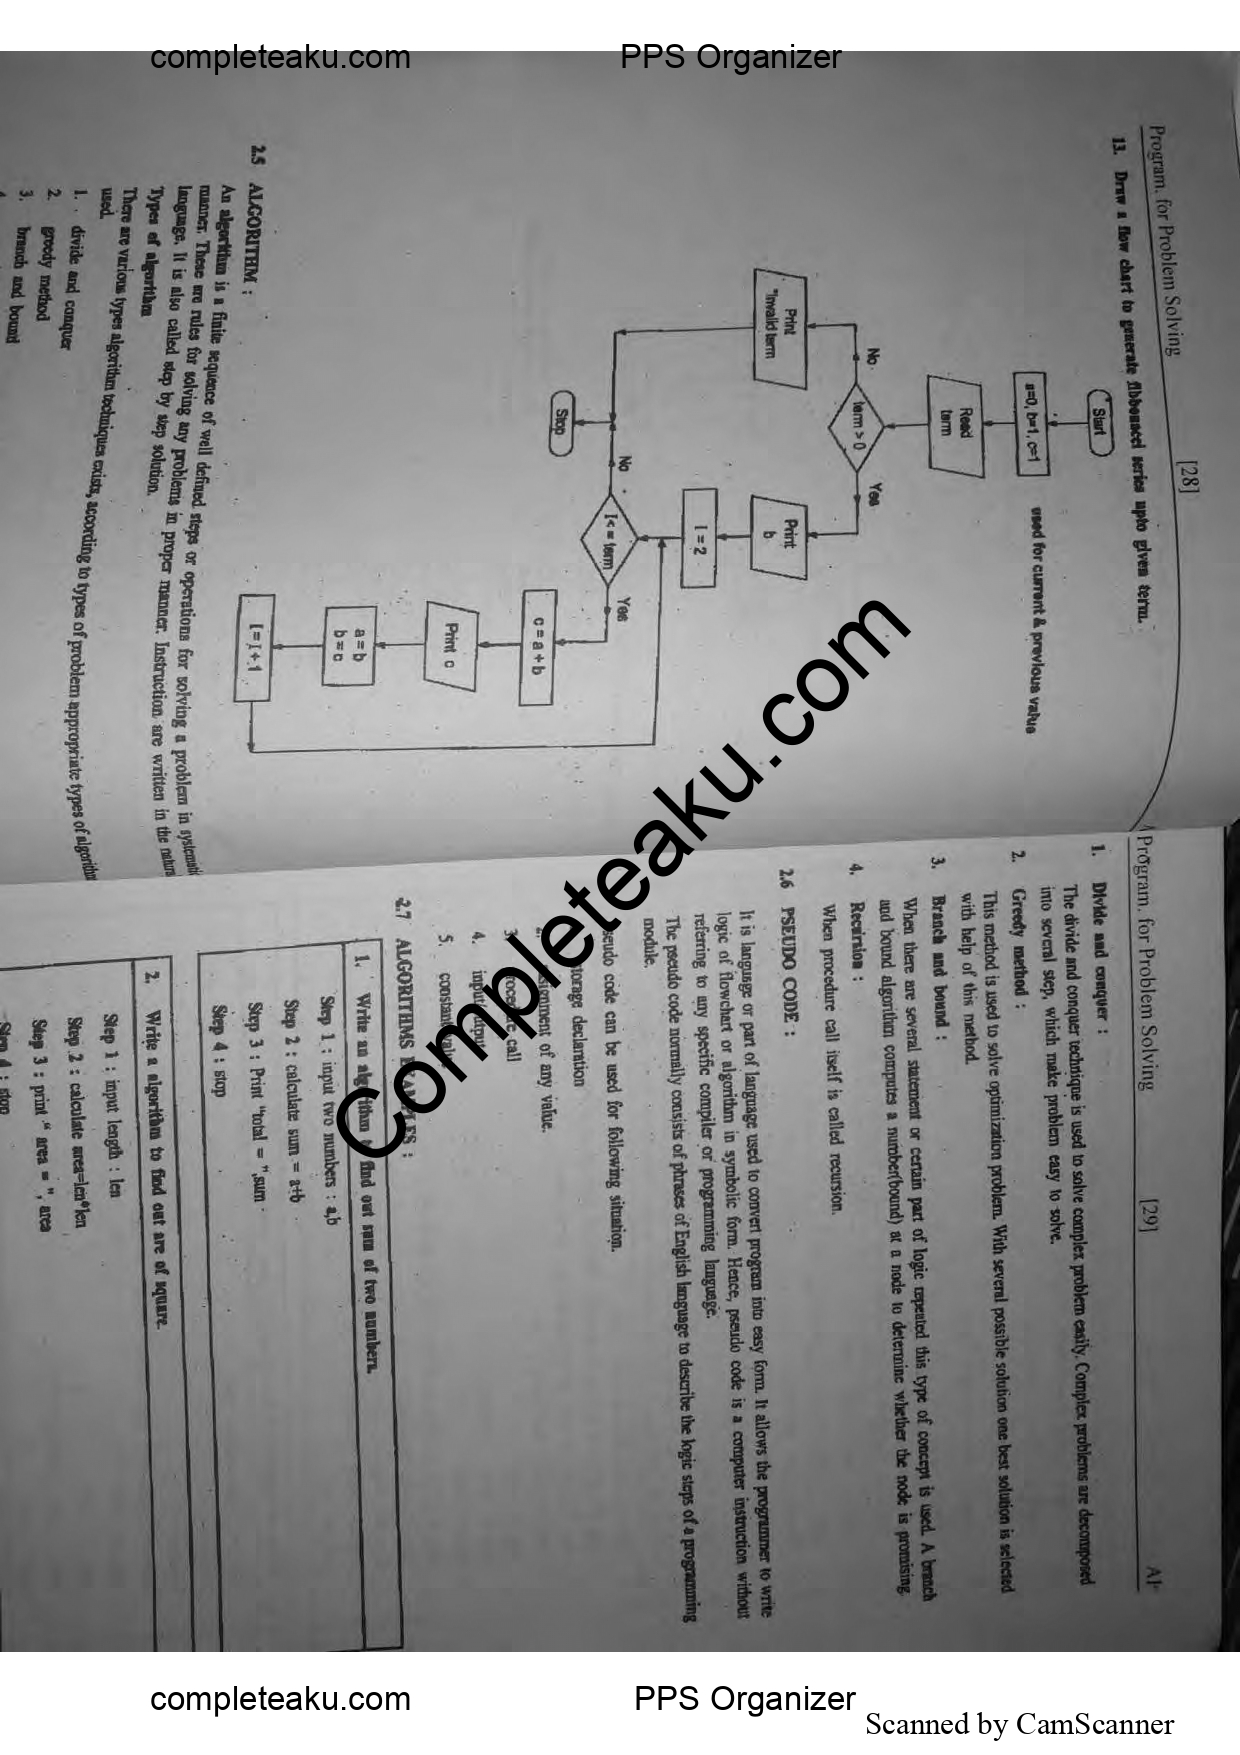 completeaku.com PPS Organizer
Program. for Problem Solving [28]
13. Draw a flow chart to generate fibbonaccei series upto given term.
Start
a=0, b=1, c=1
used for current & previous value
Read
term
term > 0
No
Yes
Print
"Invalid term
Print
b
I = 2
I<= term
No
Yes
Stop
c = a + b
Print c
a = b
b = c
I = I + 1
2.5 ALGORITHM :
An algorithm is a finite sequence of well defined steps or operations for solving a problem in systemati
manner. These are rules for solving any problems in proper manner. Instruction are written in the natura
language. It is also called step by step solution.
Types of algorithm
There are various types algorithm techniques exists, according to types of problem appropriate types of algorithm
used.
1. divide and conquer
2. greedy method
3. branch and bound
Program. for Problem Solving [29]
1. Divide and conquer :
The divide and conquer technique is used to solve complex problem easily. Complex problems are decomposed
into several step, which make problem easy to solve.
2. Greedy method :
This method is used to solve optimization problem. With several possible solution one best solution is selected
with help of this method.
3. Branch and bound :
When there are several statement or certain part of logic repeated this type of concept is used. A branch
and bound algorithm computes a number(bound) at a node to determine whether the node is promising
4. Recursion :
When procedure call itself is called recursion.
2.6 PSEUDO CODE :
It is language or part of language used to convert program into easy form. It allows the programmer to write
logic of flowchart or algorithm in symbolic form. Hence, pseudo code is a computer instruction without
referring to any specific compiler or programming language.
The pseudo code normally consists of phrases of English language to describe the logic steps of a programming
module.
seudo code can be used for following situation.
torage declaration
of any value.
call
4.
5. constant
2.7 ALGORITHMS :
1. Write an algorithm find out sum of two numbers.
Step 1 : input two numbers : a,b
Step 2 : calculate sum = a+b
Step 3 : Print "total = ",sum
Step 4 : stop
2. Write a algorithm to find out are of square.
Step 1 : input length : len
Step 2 : calculate area=len*len
Step 3 : print " area = ", area
Step 4 : stop
Completeaku.com
completeaku.com PPS Organizer
Scanned by CamScanner